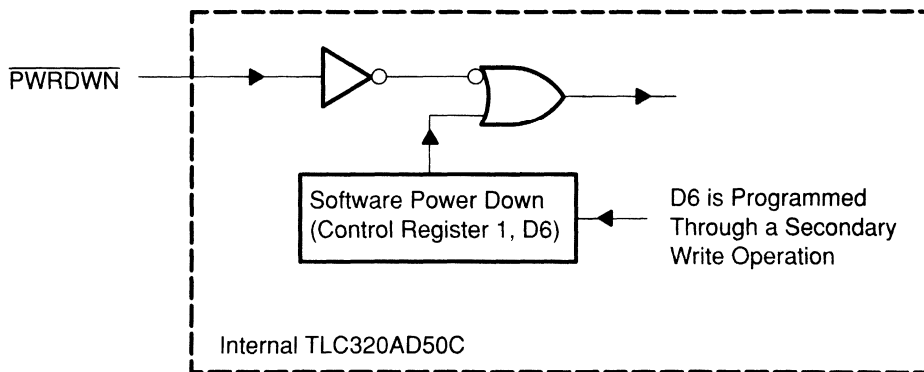 PWRDWN
Software Power Down
(Control Register 1, D6)
D6 is Programmed
Through a Secondary
Write Operation
Internal TLC320AD50C